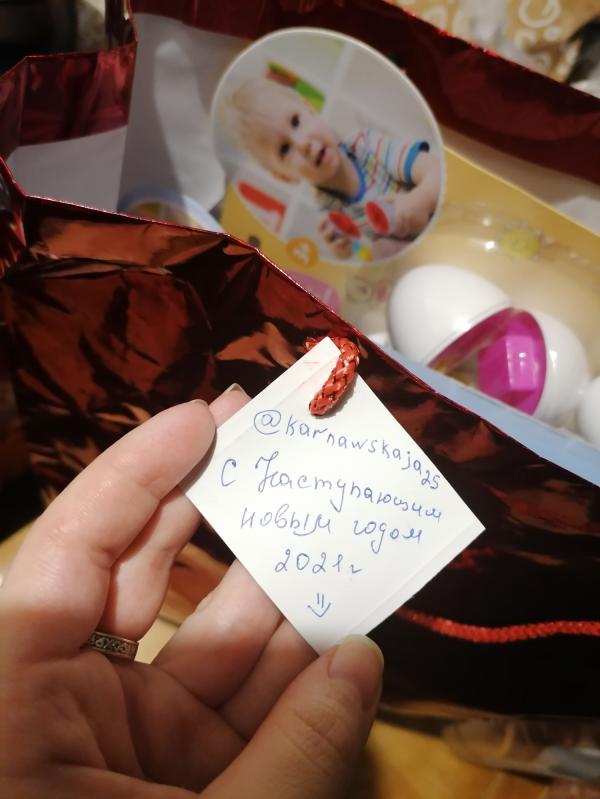 @karnawskaja25
С Наступающим
новым годом
2021г